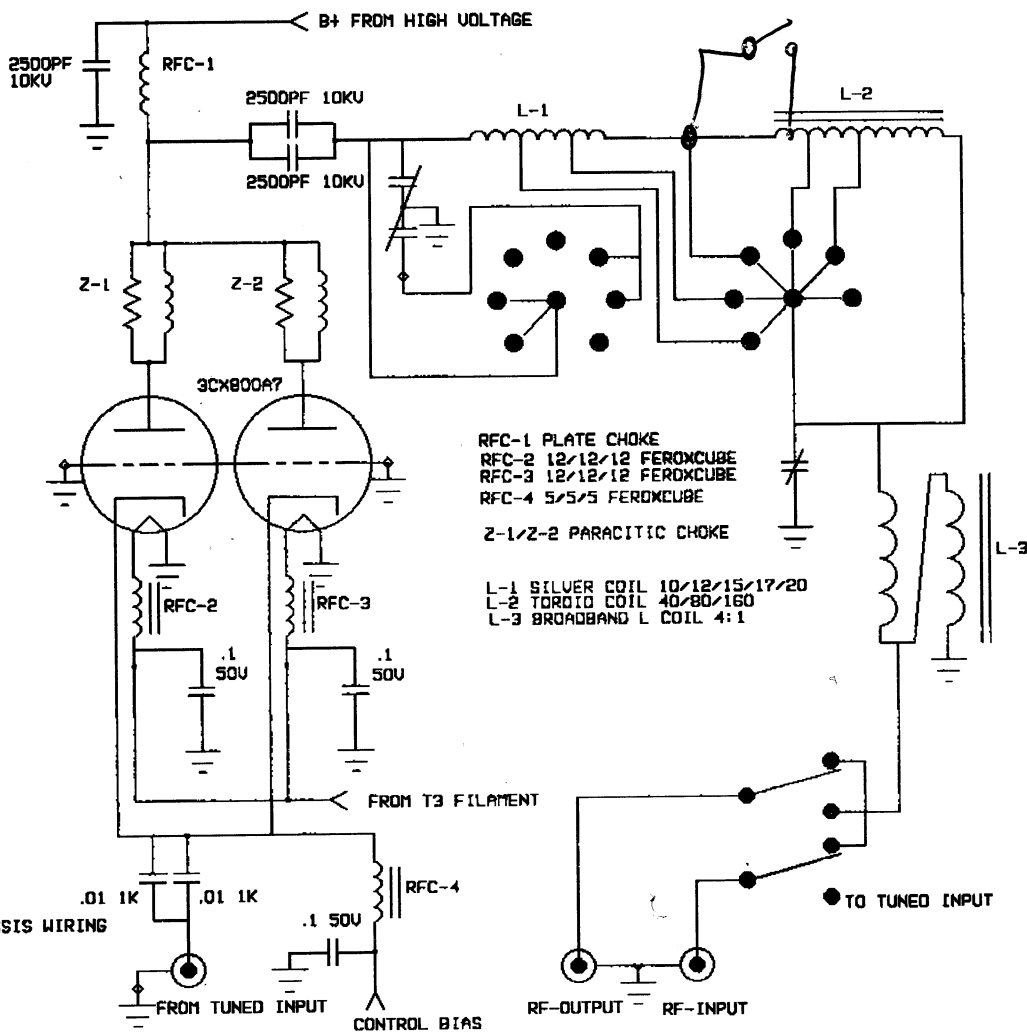 B+ FROM HIGH VOLTAGE
2500PF
10KV
RFC-1
2500PF 10KV
2500PF 10KV
L-1
L-2
Z-1
Z-2
3CX800A7
RFC-1 PLATE CHOKE
RFC-2 12/12/12 FEROXCUBE
RFC-3 12/12/12 FEROXCUBE
RFC-4 5/5/5 FEROXCUBE
Z-1/Z-2 PARACITIC CHOKE
L-1 SILVER COIL 10/12/15/17/20
L-2 TOROID COIL 40/80/160
L-3 BROADBAND L COIL 4:1
L-3
RFC-2
RFC-3
.1
50V
.1
50V
FROM T3 FILAMENT
.01 1K
.01 1K
RFC-4
SIS WIRING
.1 50V
TO TUNED INPUT
FROM TUNED INPUT
CONTROL BIAS
RF-OUTPUT
RF-INPUT